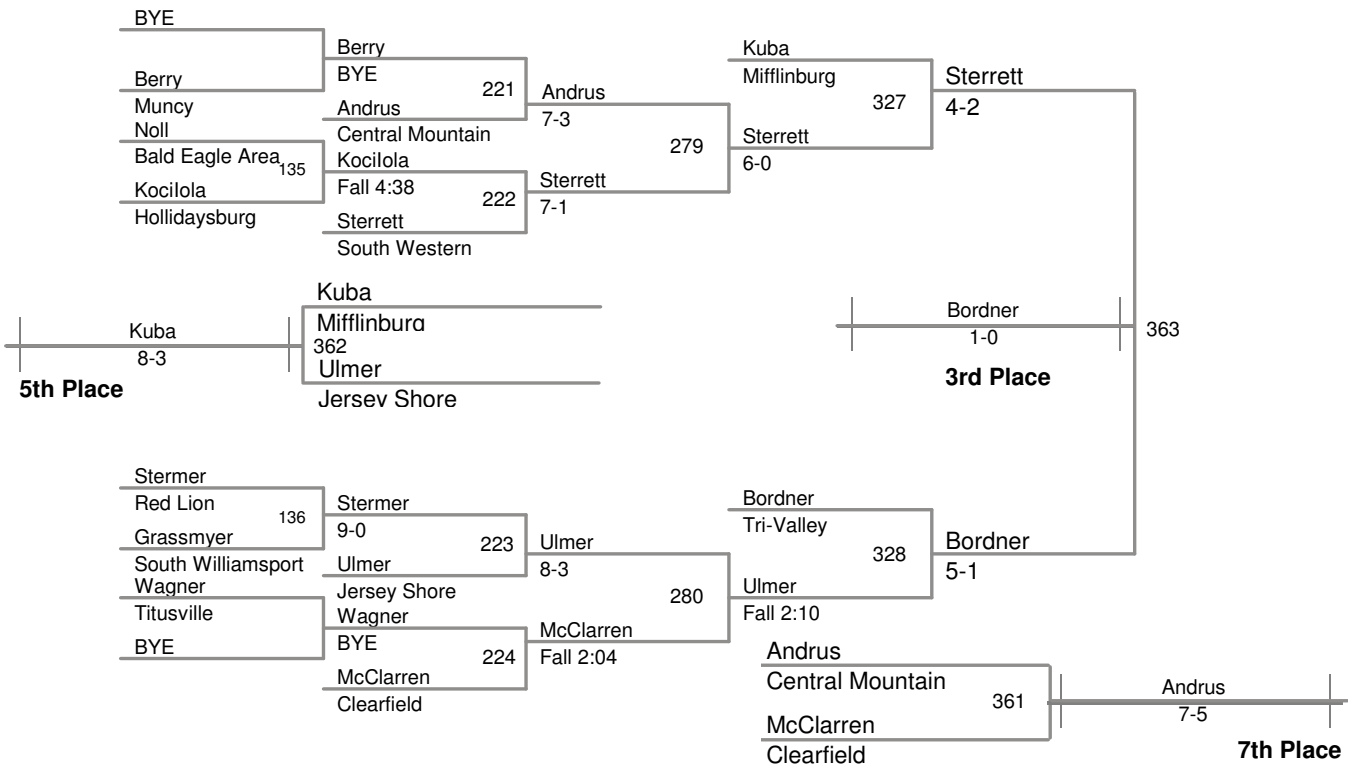 BYE
Berry
Muncy
Noll
Bald Eagle Area
135
Kocilola
Hollidaysburg
Berry
BYE
221
Andrus
Central Mountain
Kocilola
Fall 4:38
222
Sterrett
South Western
Andrus
7-3
279
Sterrett
7-1
Kuba
Mifflinburg
327
Sterrett
6-0
Sterrett
4-2
Kuba
8-3
5th Place
Kuba
Mifflinburg
362
Ulmer
Jersey Shore
Bordner
1-0
363
3rd Place
Stermer
Red Lion
136
Grassmyer
South Williamsport
Wagner
Titusville
BYE
Stermer
9-0
223
Ulmer
Jersey Shore
Wagner
BYE
224
McClarren
Clearfield
Ulmer
8-3
280
McClarren
Fall 2:04
Bordner
Tri-Valley
328
Ulmer
Fall 2:10
Bordner
5-1
Andrus
Central Mountain
361
McClarren
Clearfield
Andrus
7-5
7th Place